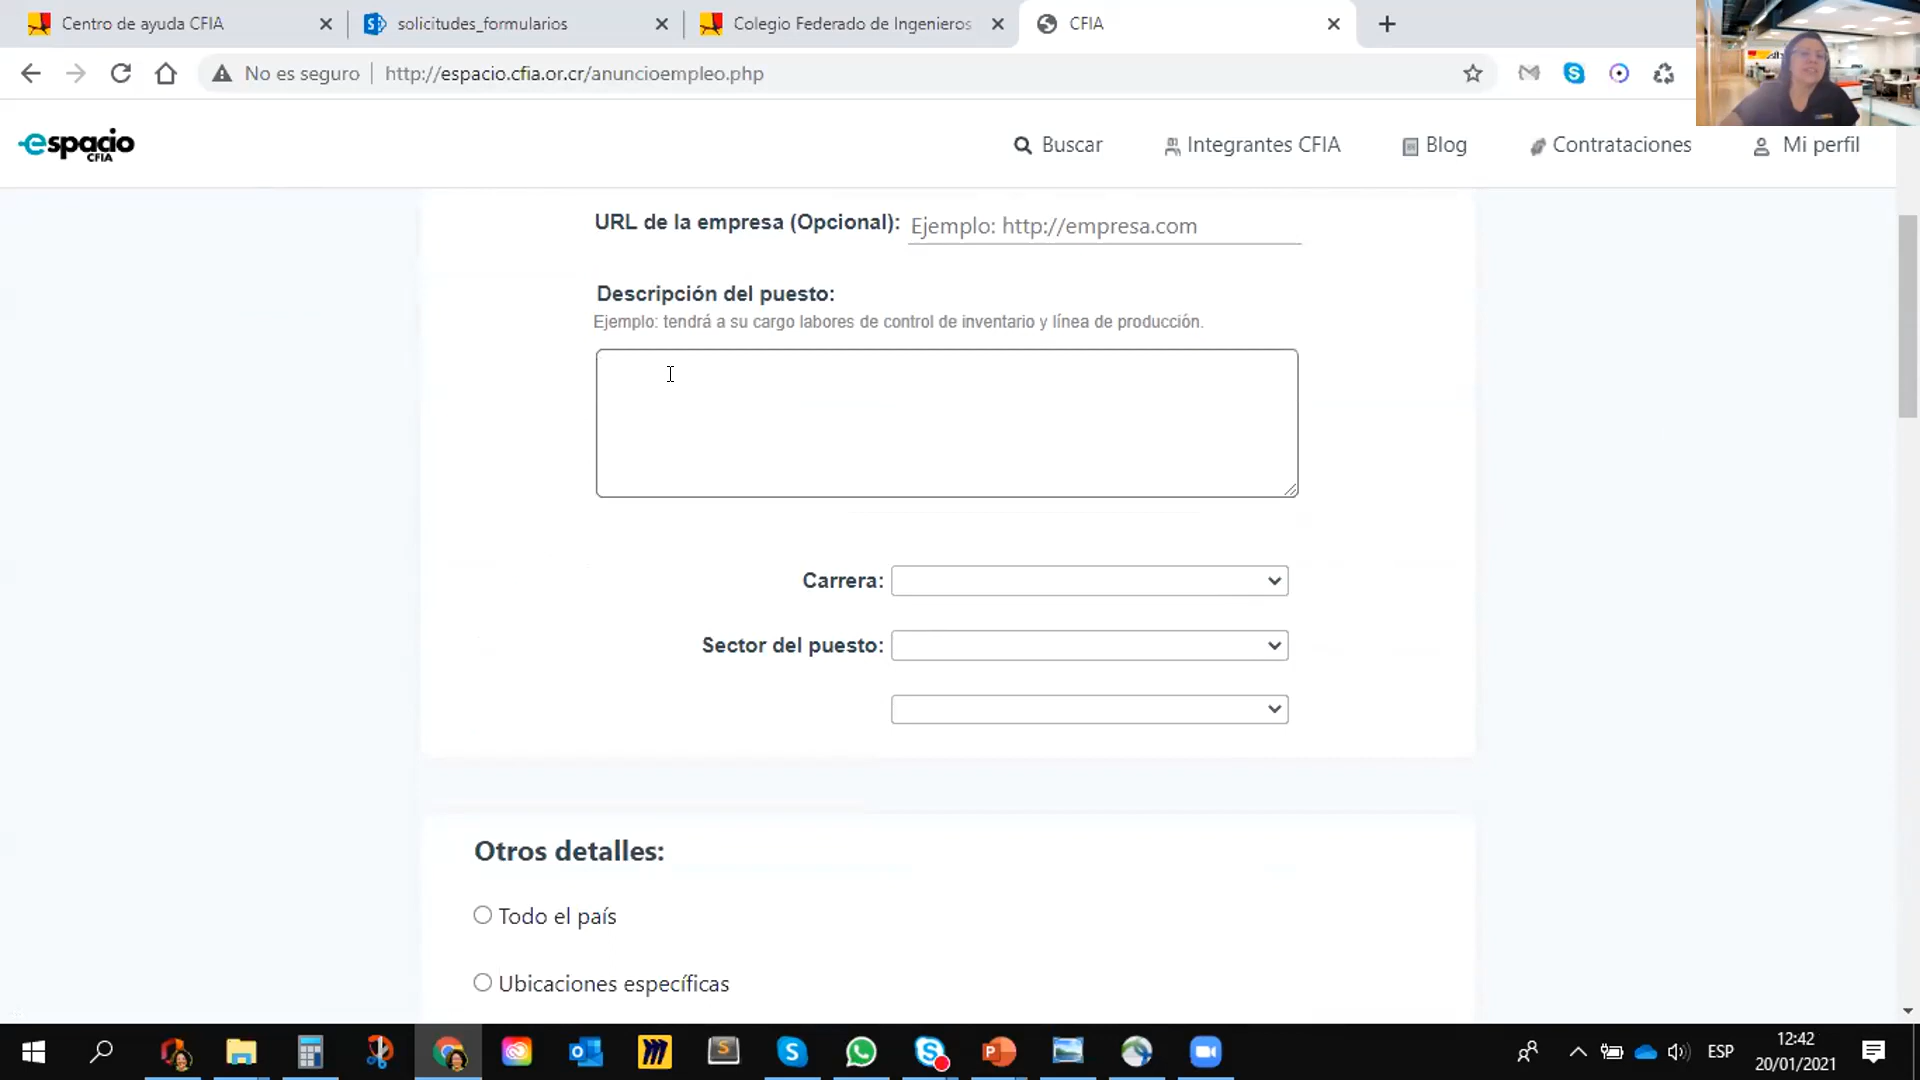 Centro de ayuda CFIA
solicitudes_formularios
Colegio Federado de Ingenieros
CFIA
No es seguro
http://espacio.cfia.or.cr/anuncioempleo.php
espacio
CFIA
Buscar
Integrantes CFIA
Blog
Contrataciones
Mi perfil
URL de la empresa (Opcional):
Ejemplo: http://empresa.com
Descripción del puesto:
Ejemplo: tendrá a su cargo labores de control de inventario y línea de producción.
Carrera:
Sector del puesto:
Otros detalles:
Todo el país
Ubicaciones específicas
ESP
12:42
20/01/2021